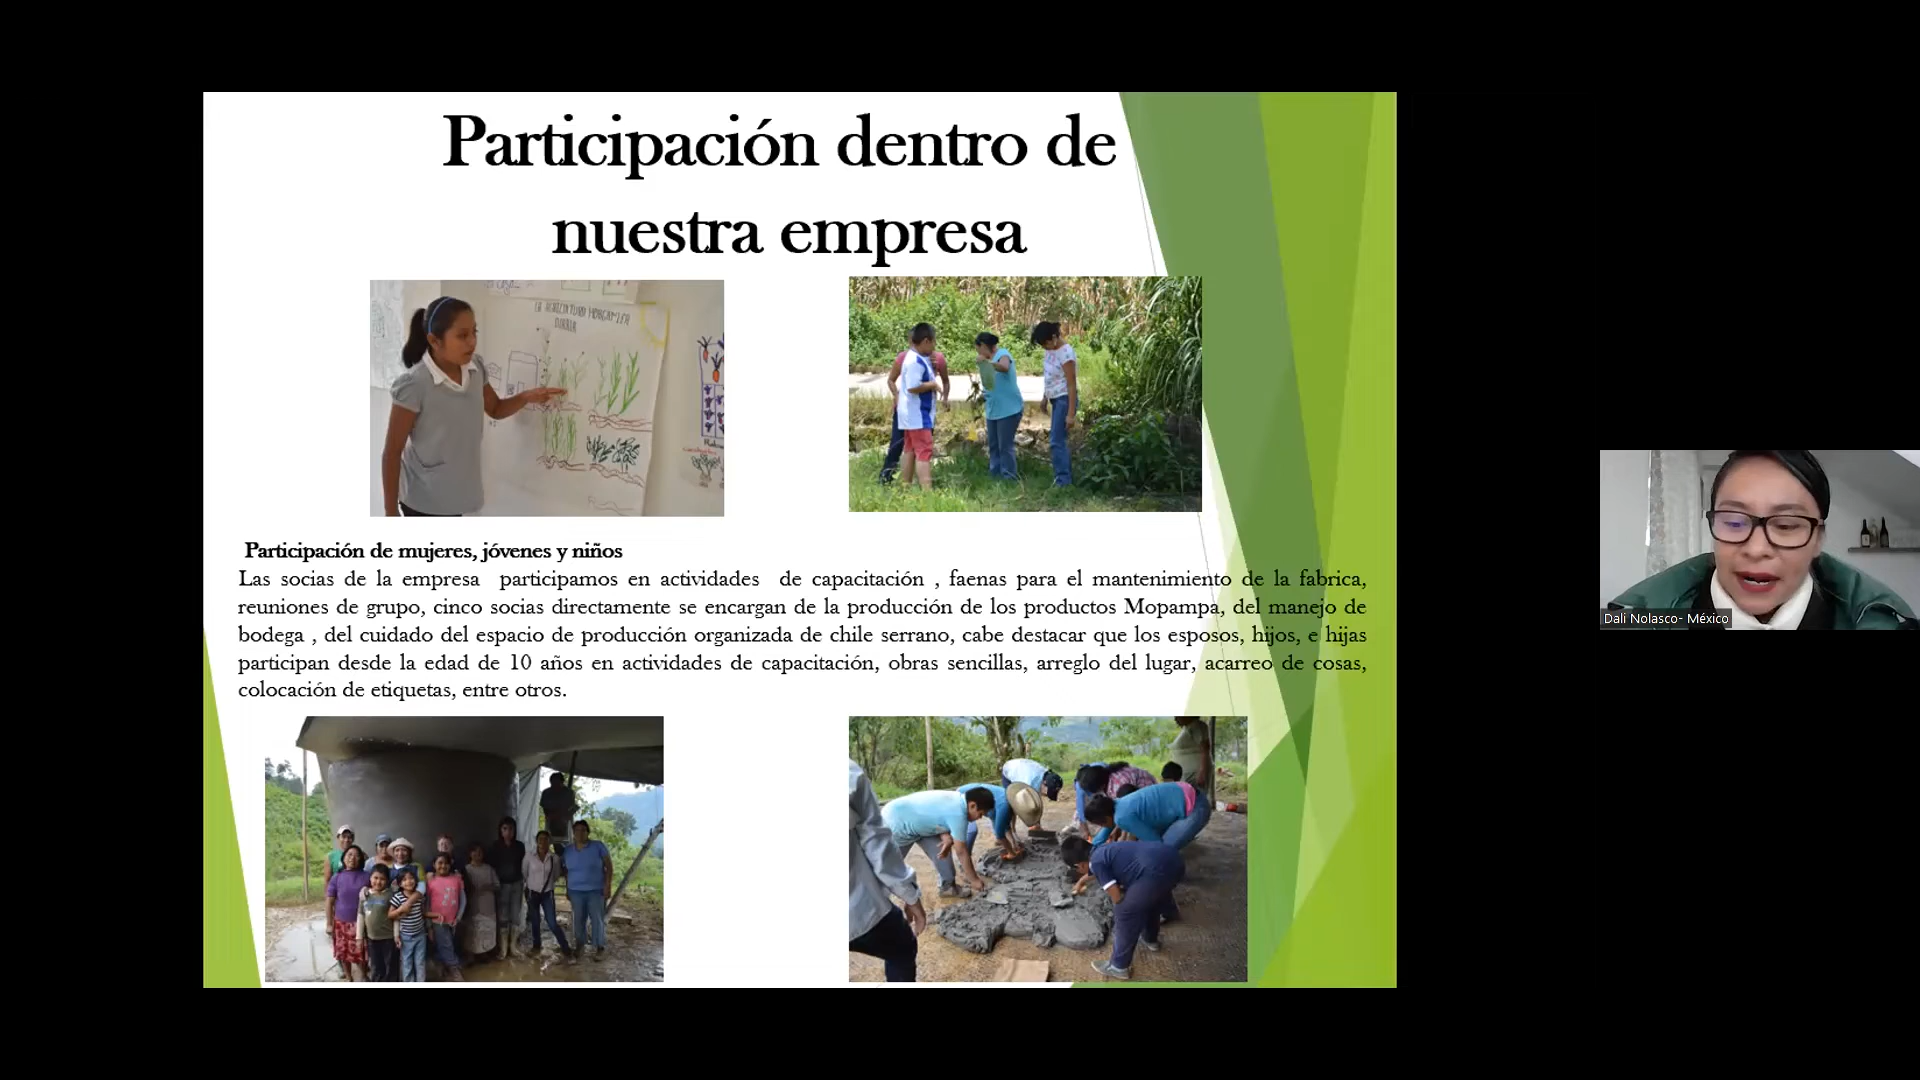 Participación dentro de
nuestra empresa
LA AGRICULTURA
Participación de mujeres, jóvenes y niños
Las socias de la empresa participamos en actividades de capacitación , faenas para el mantenimiento de la fabrica,
reuniones de grupo, cinco socias directamente se encargan de la producción de los productos Mopampa, del manejo de
bodega , del cuidado del espacio de producción organizada de chile serrano, cabe destacar que los esposos, hijos, e hijas
participan desde la edad de 10 años en actividades de capacitación, obras sencillas, arreglo del lugar, acarreo de cosas,
colocación de etiquetas, entre otros.
Dali Nolasco- México